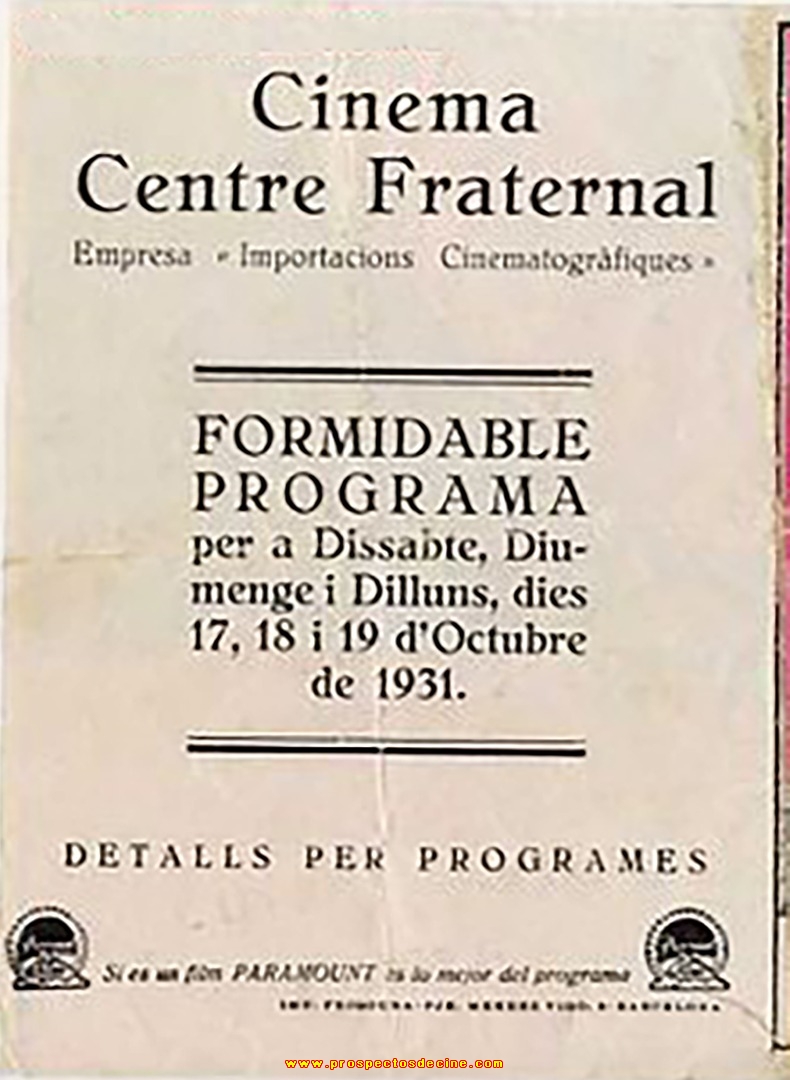 Cinema
Centre Fraternal
Empresa « Importacions Cinematogràfiques »
FORMIDABLE
PROGRAMA
per a Dissabte, Diu-
menge i Dilluns, dies
17, 18 i 19 d'Octubre
de 1931.
DETALLS PER PROGRAMES
Si es un film PARAMOUNT es lo mejor del programa
BARCELONA
www.prospectosdecine.com